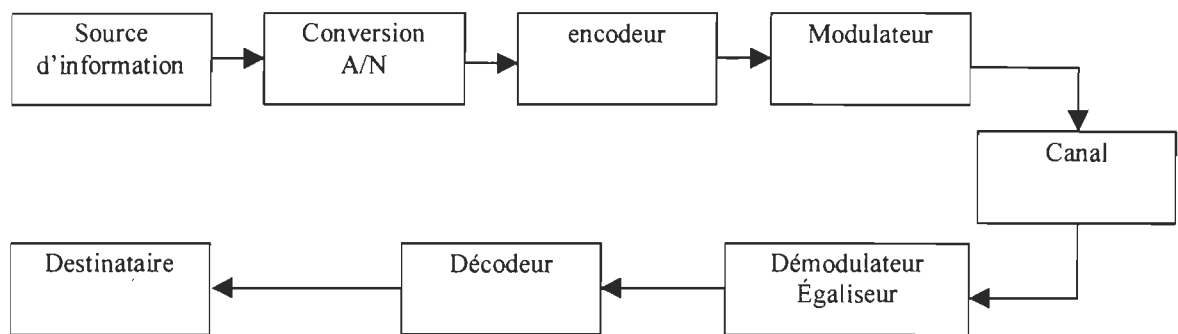 Source
d'information
Conversion
A/N
encodeur
Modulateur
Canal
Démodulateur
Égaliseur
Décodeur
Destinataire